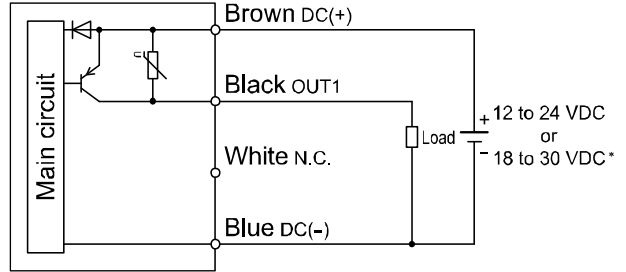 Brown DC(+)
Main circuit
U
Black OUT1
Load
+ 12 to 24 VDC
or
- 18 to 30 VDC*
White N.C.
Blue DC(-)